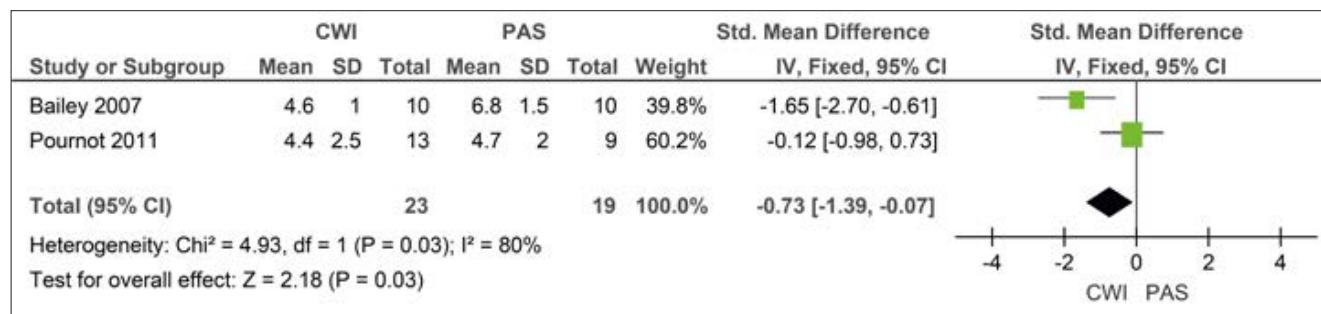 CWI PAS Std. Mean Difference Std. Mean Difference
Study or Subgroup Mean SD Total Mean SD Total Weight IV, Fixed, 95% CI IV, Fixed, 95% CI
Bailey 2007 4.6 1 10 6.8 1.5 10 39.8% -1.65 [-2.70, -0.61]
Pournot 2011 4.4 2.5 13 4.7 2 9 60.2% -0.12 [-0.98, 0.73]
Total (95% CI) 23 19 100.0% -0.73 [-1.39, -0.07]
Heterogeneity: Chi² = 4.93, df = 1 (P = 0.03); I² = 80%
Test for overall effect: Z = 2.18 (P = 0.03)
-4 -2 0 2 4
CWI PAS